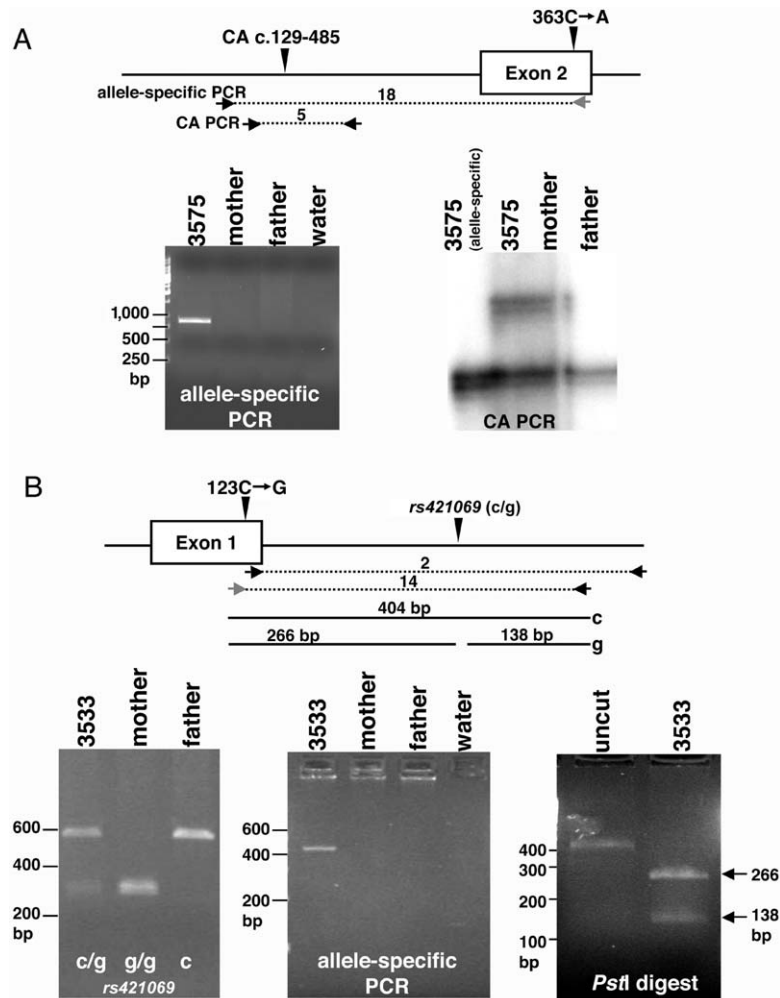 A
363C→A
CA c.129-485
Exon 2
allele-specific PCR
18
CA PCR
5
3575
mother
father
water
1,000
500
250
bp
allele-specific
PCR
3575
(alelle-specific)
3575
mother
father
CA PCR
B
123C→G
rs421069 (c/g)
Exon 1
2
14
404 bp
c
266 bp
138 bp
g
3533
mother
father
600
400
200
bp
c/g g/g c
rs421069
3533
mother
father
water
600
400
200
bp
allele-specific
PCR
uncut
3533
400
300
200
100
bp
266
138
bp
PstI digest